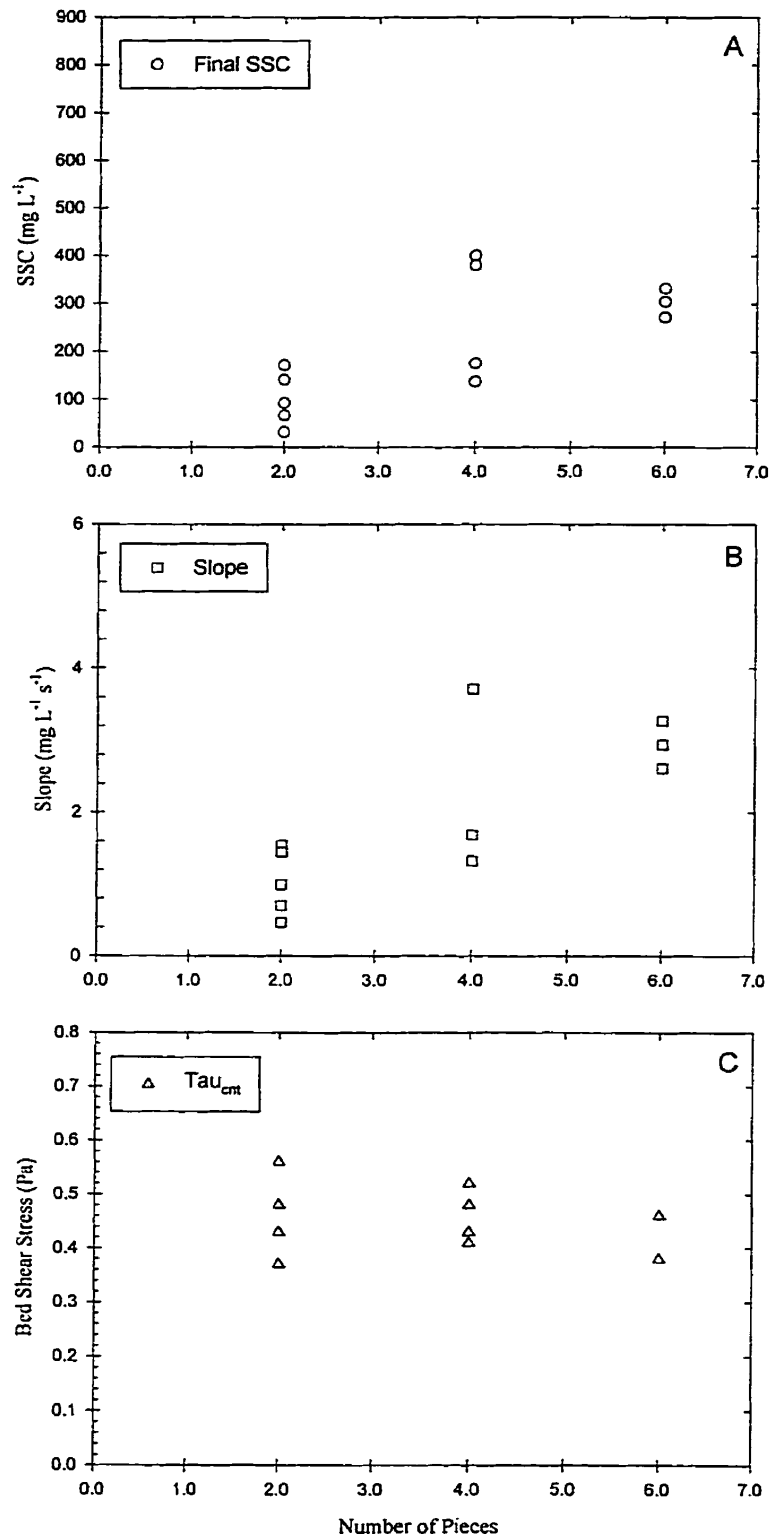 A
Final SSC
SSC (mg L-1)
900
800
700
600
500
400
300
200
100
0
0.0 1.0 2.0 3.0 4.0 5.0 6.0 7.0
B
Slope
Slope (mg L-1 s-1)
6
4
2
0
0.0 1.0 2.0 3.0 4.0 5.0 6.0 7.0
C
Taucrit
Bed Shear Stress (Pa)
0.8
0.7
0.6
0.5
0.4
0.3
0.2
0.1
0.0
0.0 1.0 2.0 3.0 4.0 5.0 6.0 7.0
Number of Pieces